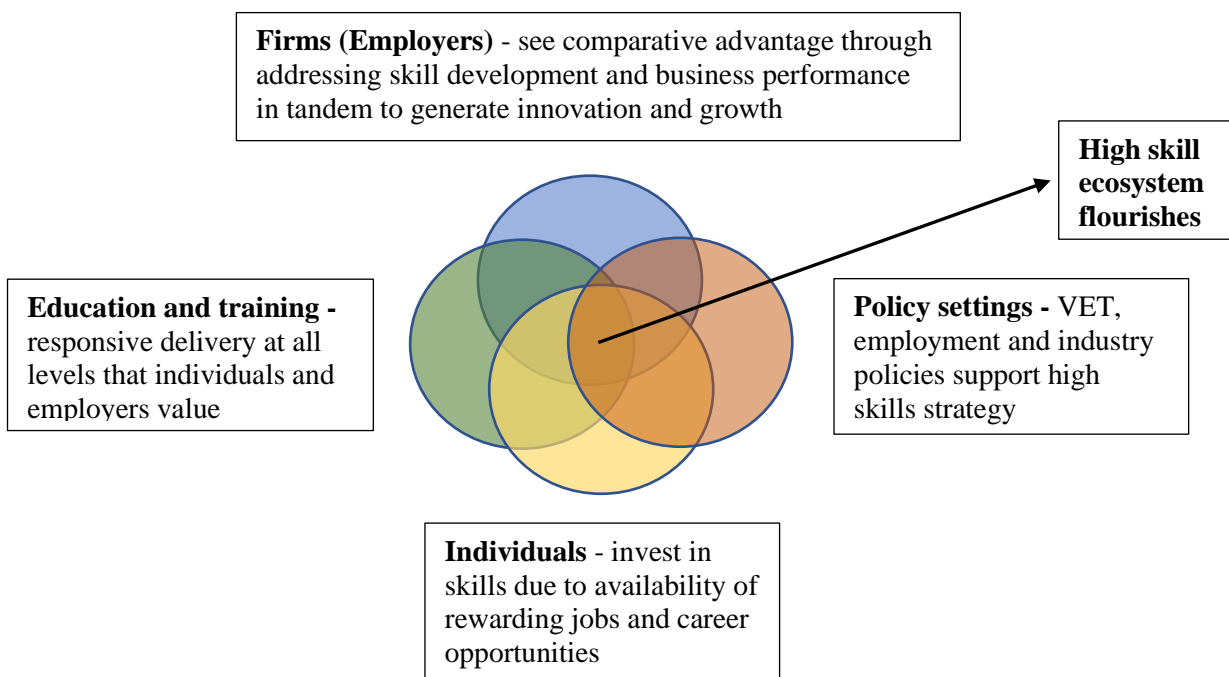 Firms (Employers) - see comparative advantage through
addressing skill development and business performance
in tandem to generate innovation and growth
High skill
ecosystem
flourishes
Education and training -
responsive delivery at all
levels that individuals and
employers value
Policy settings - VET,
employment and industry
policies support high
skills strategy
Individuals - invest in
skills due to availability of
rewarding jobs and career
opportunities